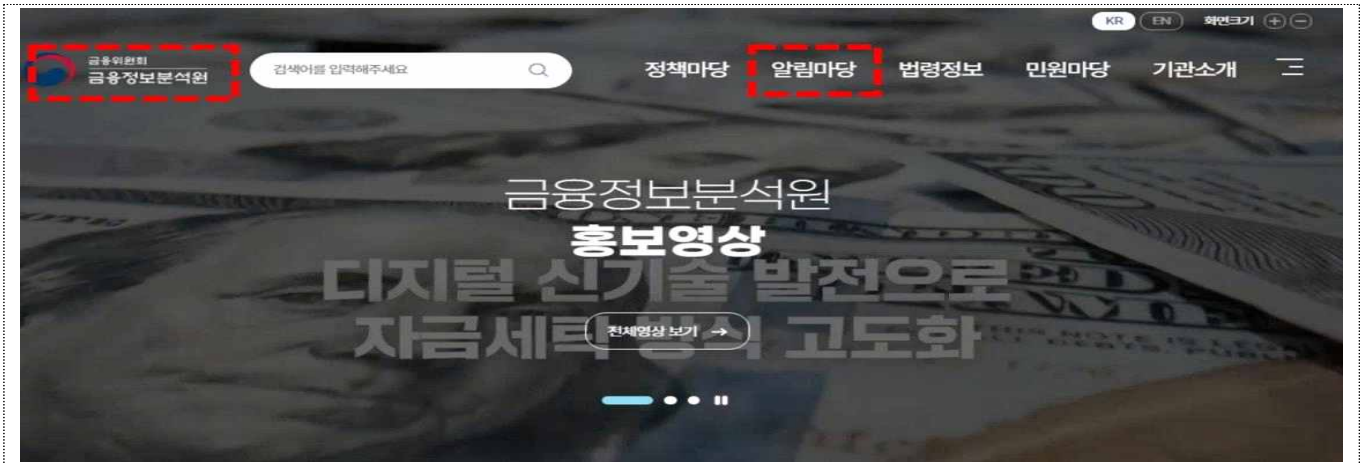 KR EN 화면크기
금융위원회
금융정보분석원
검색어를 입력해주세요
정책마당 알림마당 법령정보 민원마당 기관소개
금융정보분석원
홍보영상
디지털 신기술 발전으로
자금세탁 방식 고도화
전체영상 보기 →